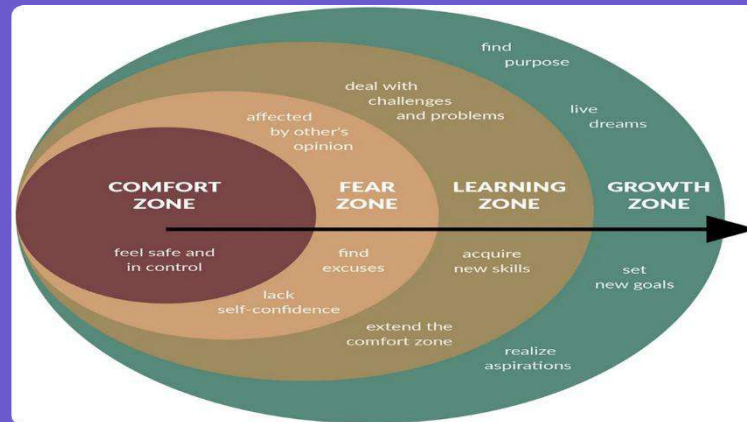 COMFORT
ZONE
feel safe and
in control
FEAR
ZONE
affected
by other's
opinion
find
excuses
lack
self-confidence
LEARNING
ZONE
deal with
challenges
and problems
acquire
new skills
extend the
comfort zone
GROWTH
ZONE
find
purpose
live
dreams
set
new goals
realize
aspirations